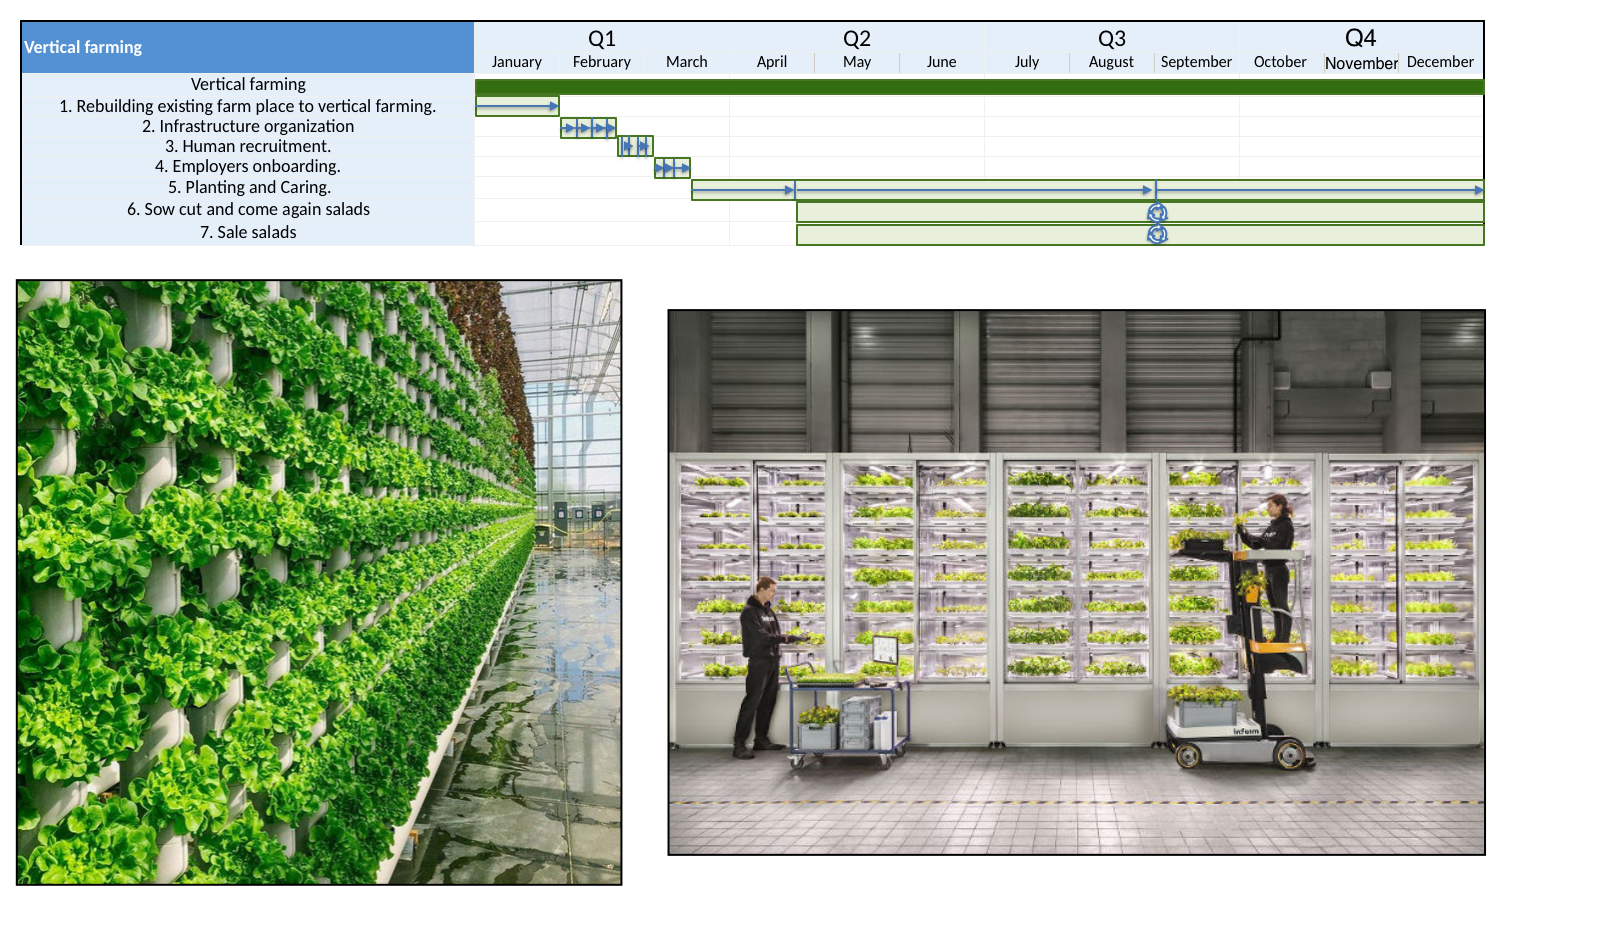 Vertical farming
Q1 Q2 Q3 Q4
January February March April May June July August September October November December
Vertical farming
1. Rebuilding existing farm place to vertical farming.
2. Infrastructure organization
3. Human recruitment.
4. Employers onboarding.
5. Planting and Caring.
6. Sow cut and come again salads
7. Sale salads
infarm